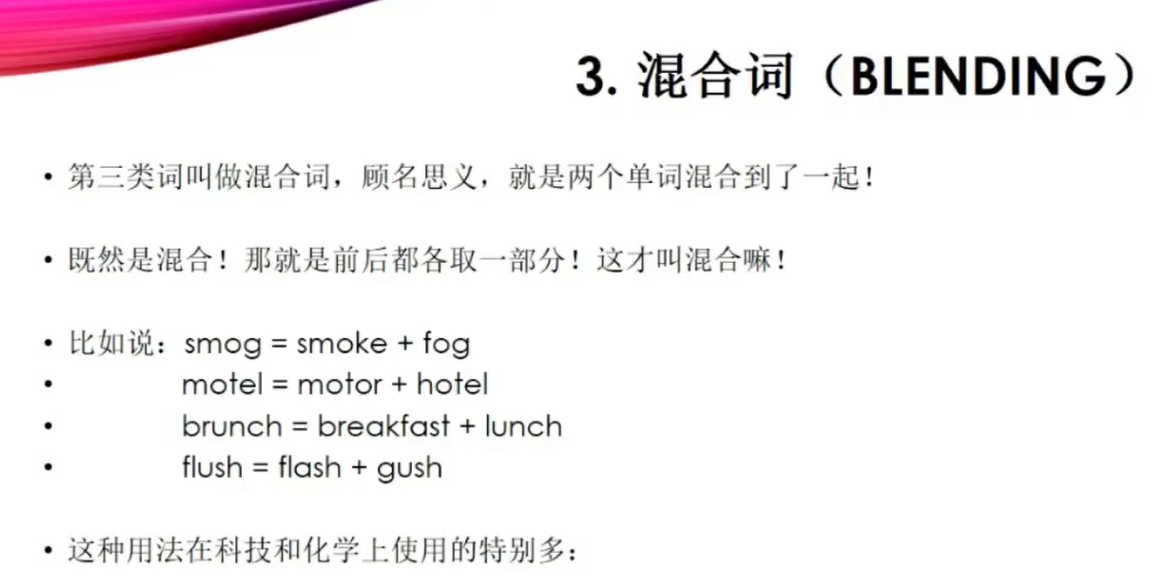 3. 混合词（BLENDING）
• 第三类词叫做混合词，顾名思义，就是两个单词混合到了一起！
• 既然是混合！那就是前后都各取一部分！这才叫混合嘛！
• 比如说：smog = smoke + fog
• motel = motor + hotel
• brunch = breakfast + lunch
• flush = flash + gush
• 这种用法在科技和化学上使用的特别多：